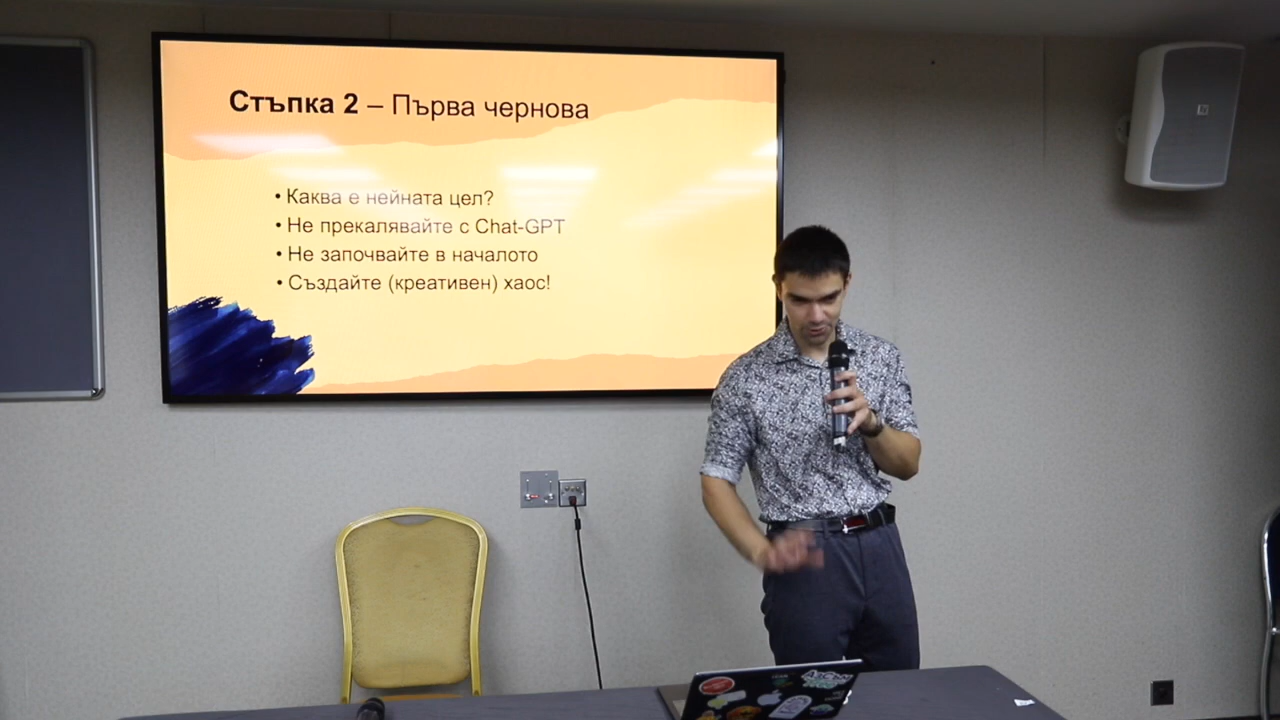 Стъпка 2 – Първа чернова
• Каква е нейната цел?
• Не прекалявайте с Chat-GPT
• Не започвайте в началото
• Създайте (креативен) хаос!